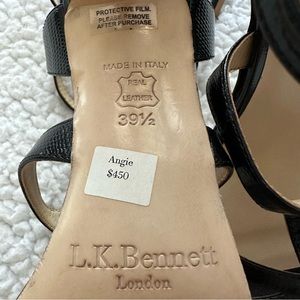 PROTECTIVE FILM.
PLEASE REMOVE
AFTER PURCHASE
MADE IN ITALY
REAL
LEATHER
39½
Angie
$450
L.K.Bennett
London